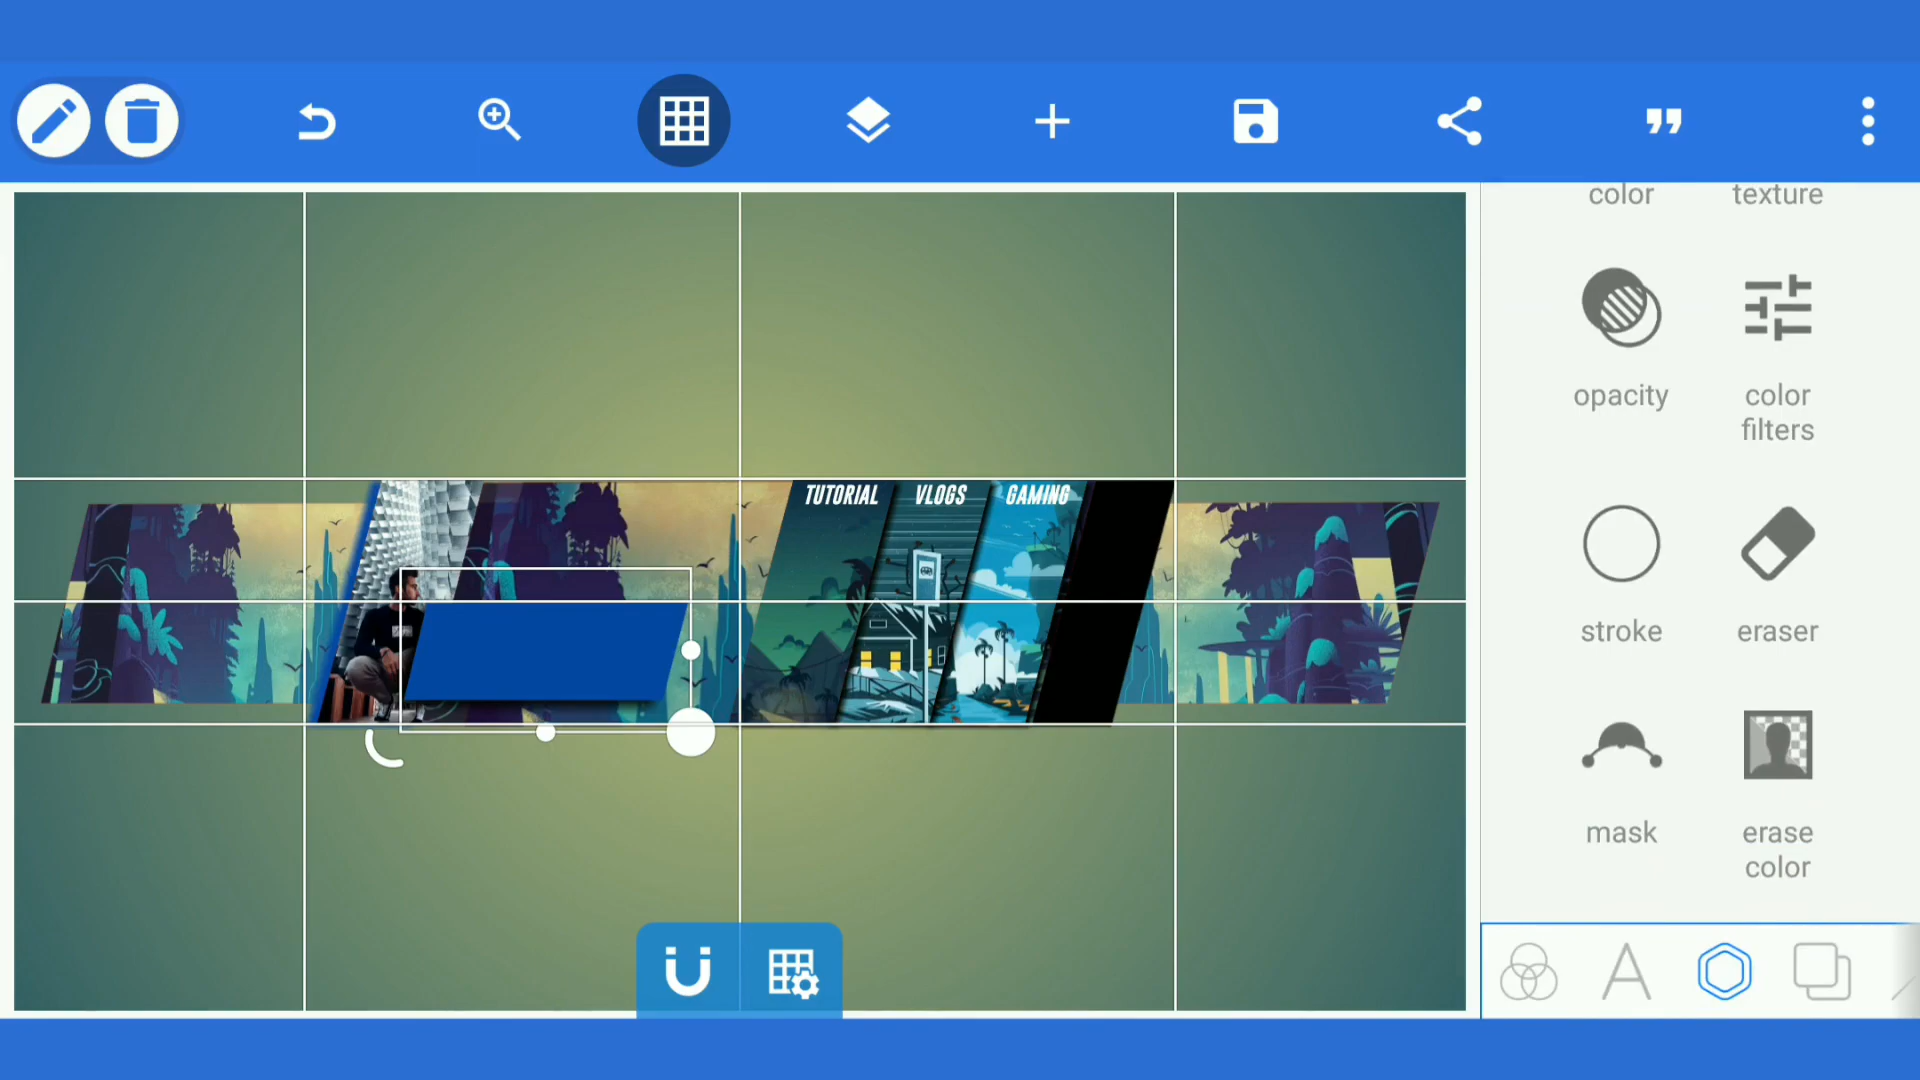 color texture
TUTORIAL VLOGS GAMING
opacity color
filters
stroke eraser
mask erase
color